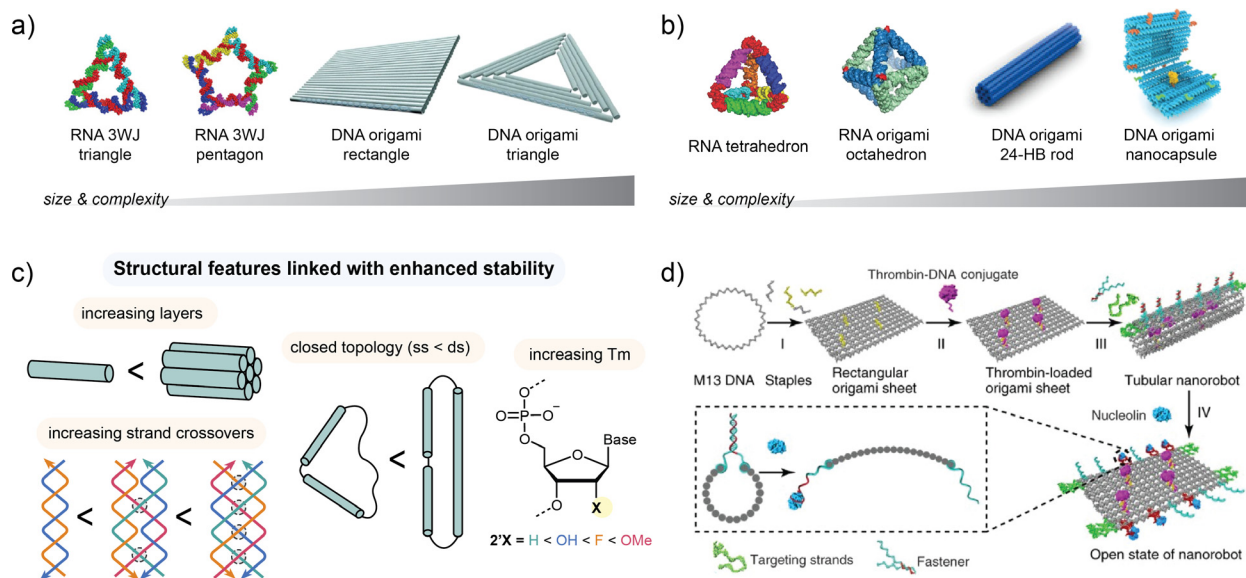 a)
RNA 3WJ
triangle
RNA 3WJ
pentagon
DNA origami
rectangle
DNA origami
triangle
size & complexity
b)
RNA tetrahedron
RNA origami
octahedron
DNA origami
24-HB rod
DNA origami
nanocapsule
size & complexity
c)
Structural features linked with enhanced stability
increasing layers
<
increasing strand crossovers
< <
closed topology (ss < ds)
<
increasing Tm
O=P-O−
O
O
Base
O X
2'X = H < OH < F < OMe
d)
Thrombin-DNA conjugate
I
II
III
M13 DNA
Staples
Rectangular
origami sheet
Thrombin-loaded
origami sheet
Tubular nanorobot
Nucleolin
IV
Targeting strands
Fastener
Open state of nanorobot